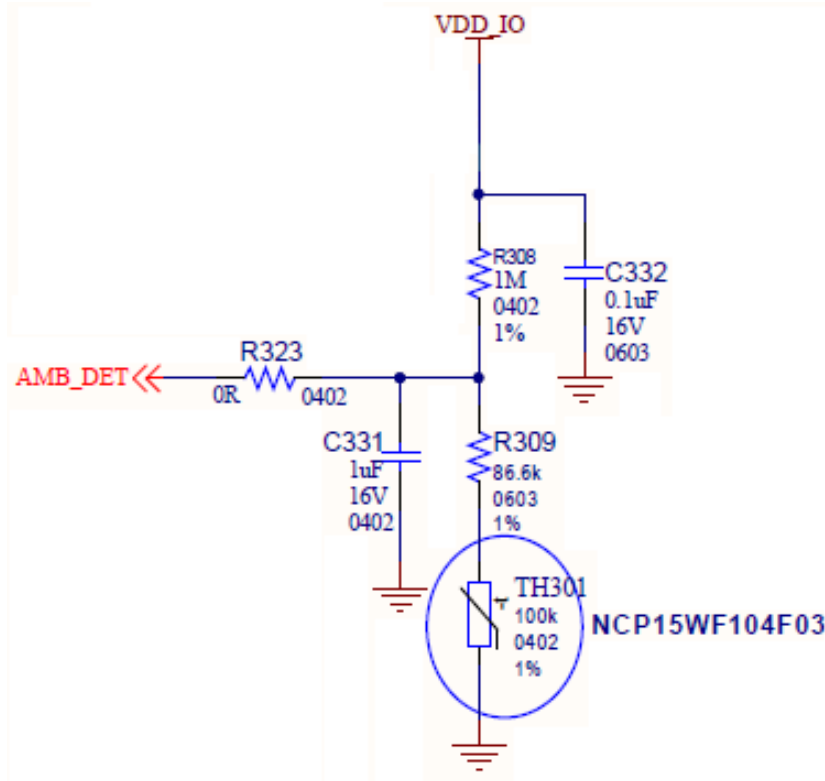 VDD_IO
R308
1M
0402
1%
C332
0.1uF
16V
0603
AMB_DET
R323
0R
0402
C331
1uF
16V
0402
R309
86.6k
0603
1%
TH301
100k
0402
1%
NCP15WF104F03